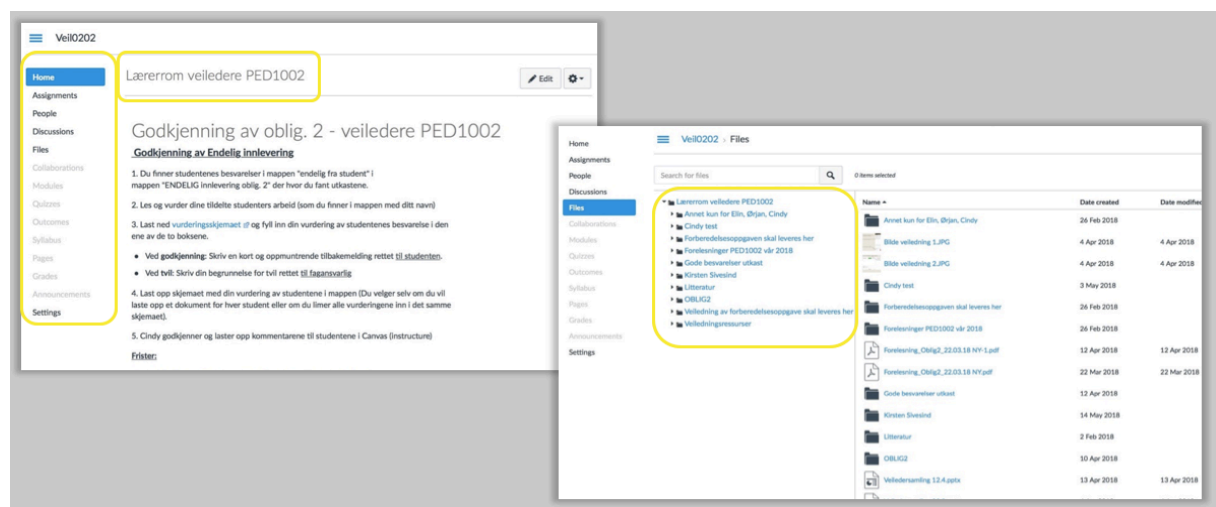 Veil0202
Home
Assignments
People
Discussions
Files
Collaborations
Modules
Quizzes
Outcomes
Syllabus
Pages
Grades
Announcements
Settings
Lærerrom veiledere PED1002
Edit
Godkjenning av oblig. 2 - veiledere PED1002
Godkjenning av Endelig innlevering
1. Du finner studentenes besvarelser i mappen "endelig fra student" i
mappen "ENDELIG innlevering oblig. 2" der hvor du fant utkastene.
2. Les og vurder dine tildelte studenters arbeid (som du finner i mappen med ditt navn)
3. Last ned vurderingsskjemaet og fyll inn din vurdering av studentenes besvarelse i den
ene av de to boksene.
• Ved godkjenning: Skriv en kort og oppmuntrende tilbakemelding rettet til studenten.
• Ved tvil: Skriv din begrunnelse for tvil rettet til fagansvarlig
4. Last opp skjemaet med din vurdering av studentene i mappen (Du velger selv om du vil
laste opp et dokument for hver student eller om du limer alle vurderingene inn i det samme
skjemaet).
5. Cindy godkjenner og laster opp kommentarene til studentene i Canvas (instructure)
Frister:
Home
Assignments
People
Discussions
Files
Collaborations
Modules
Quizzes
Outcomes
Syllabus
Pages
Grades
Announcements
Settings
Veil0202 › Files
Search for files
0 items selected
Lærerrom veiledere PED1002
Annet kun for Elin, Ørjan, Cindy
Cindy test
Forberedelsesoppgaven skal leveres her
Forelesninger PED1002 vår 2018
Gode besvarelser utkast
Kirsten Sivesind
Litteratur
OBLIG2
Veiledning av forberedelsesoppgave skal leveres her
Veiledningsressurser
Name Date created Date modified
Annet kun for Elin, Ørjan, Cindy 26 Feb 2018
Bilde veiledning 1.JPG 4 Apr 2018 4 Apr 2018
Bilde veiledning 2.JPG 4 Apr 2018 4 Apr 2018
Cindy test 3 May 2018
Forberedelsesoppgaven skal leveres her 26 Feb 2018
Forelesninger PED1002 vår 2018 26 Feb 2018
Forelesning_Oblig2_22.03.18 NY-1.pdf 12 Apr 2018 12 Apr 2018
Forelesning_Oblig2_22.03.18 NY.pdf 22 Mar 2018 22 Mar 2018
Gode besvarelser utkast 12 Apr 2018
Kirsten Sivesind 14 May 2018
Litteratur 2 Feb 2018
OBLIG2 10 Apr 2018
Veiledersamling 12.4.pptx 13 Apr 2018 13 Apr 2018